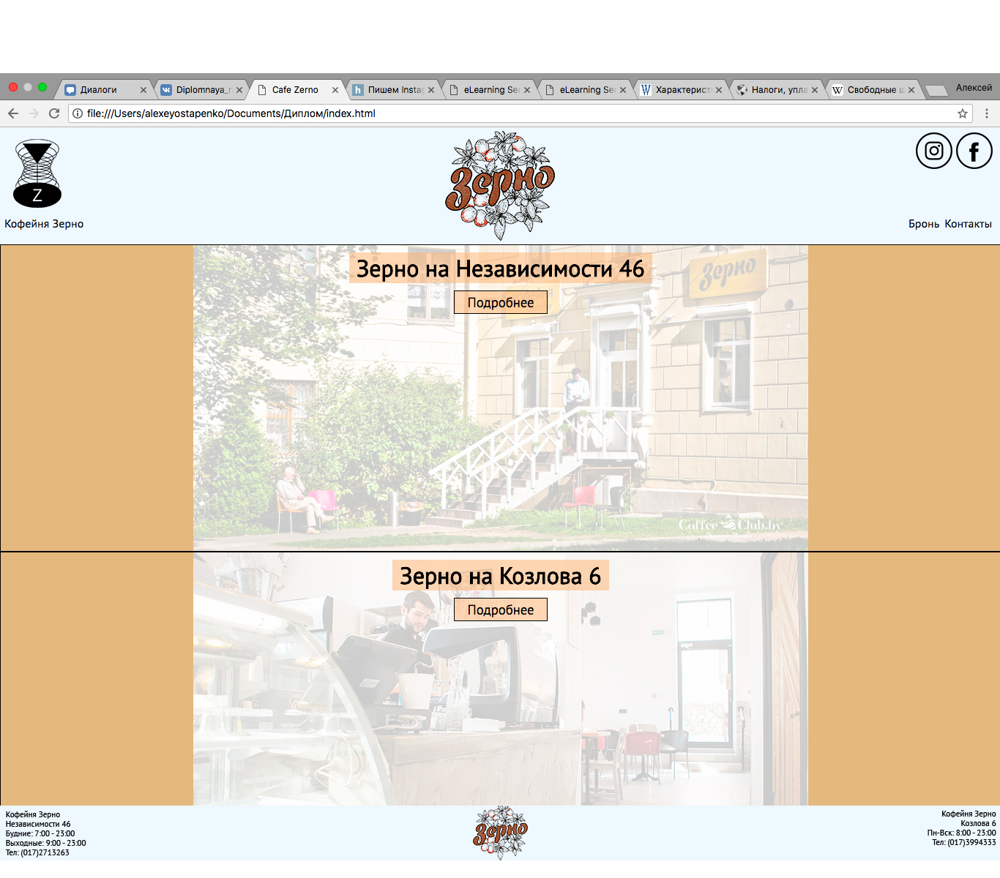 Диалоги
Diplomnaya_r
Cafe Zerno
Пишем Insta
eLearning Se
eLearning Se
Характерист
Налоги, упла
Свободные ш
Алексей
file:///Users/alexeyostapenko/Documents/Диплом/index.html
Z
Кофейня Зерно
Зерно
Бронь Контакты
Зерно на Независимости 46
Подробнее
Зерно
Coffee Club.by
Зерно на Козлова 6
Подробнее
Кофейня Зерно
Независимости 46
Будние: 7:00 - 23:00
Выходные: 9:00 - 23:00
Тел: (017)2713263
Зерно
Кофейня Зерно
Козлова 6
Пн-Вск: 8:00 - 23:00
Тел: (017)3994333